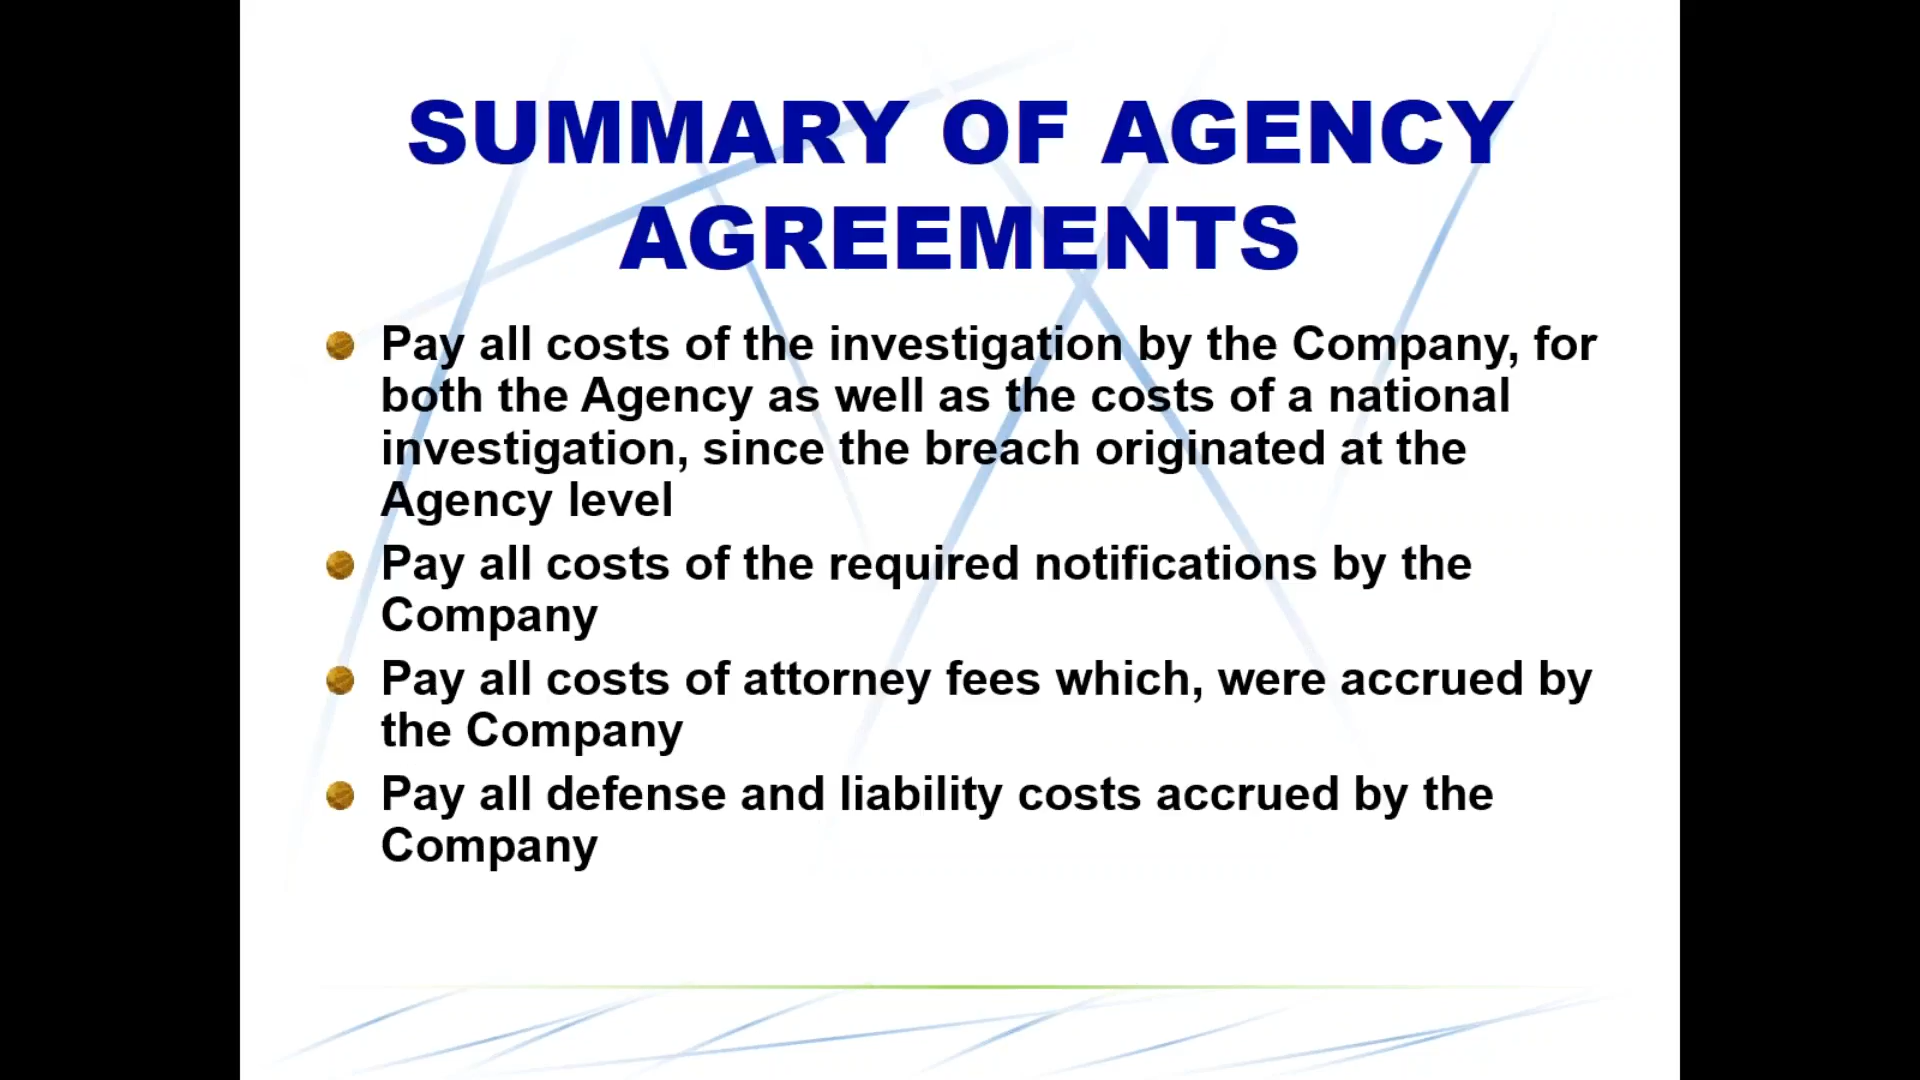 SUMMARY OF AGENCY
AGREEMENTS
Pay all costs of the investigation by the Company, for
both the Agency as well as the costs of a national
investigation, since the breach originated at the
Agency level
Pay all costs of the required notifications by the
Company
Pay all costs of attorney fees which, were accrued by
the Company
Pay all defense and liability costs accrued by the
Company